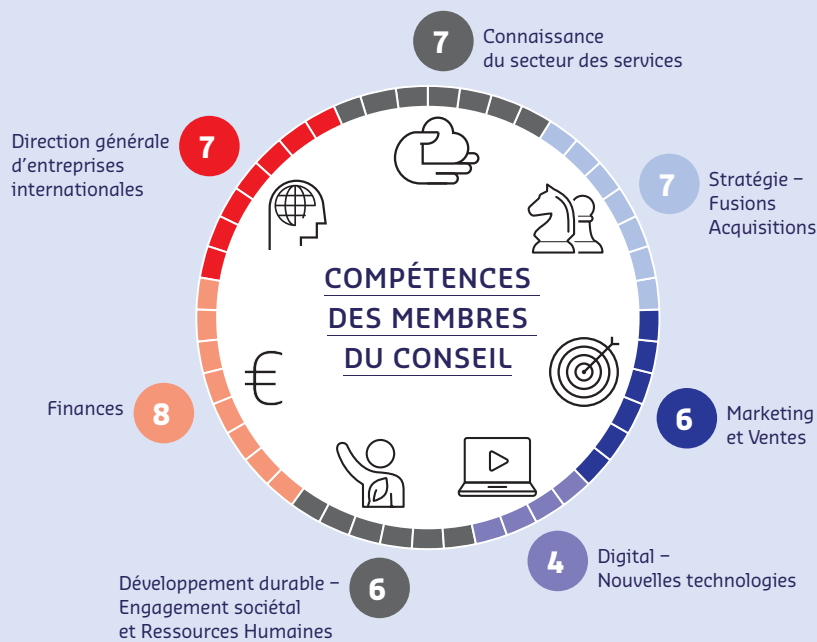 7
Connaissance
du secteur des services
7
Direction générale
d'entreprises
internationales
7
Stratégie –
Fusions
Acquisitions
COMPÉTENCES
DES MEMBRES
DU CONSEIL
€
Finances
8
6
Marketing
et Ventes
4
Digital –
Nouvelles technologies
6
Développement durable –
Engagement sociétal
et Ressources Humaines